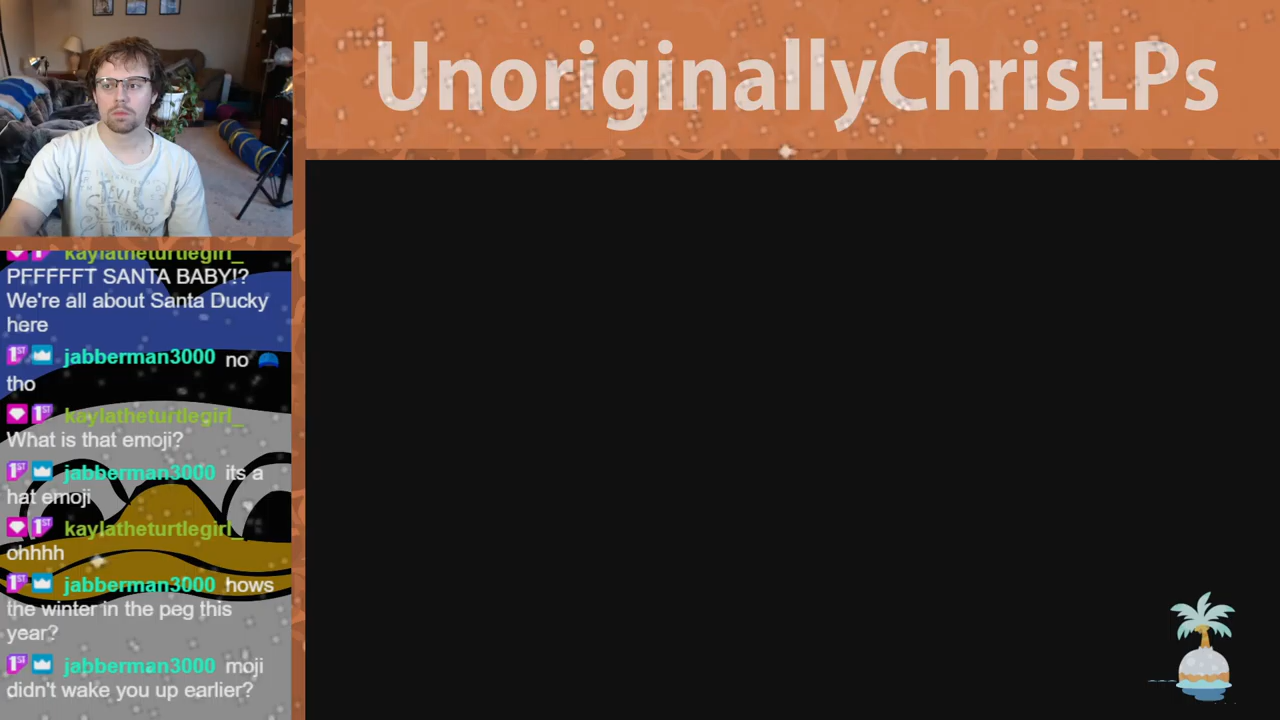 UnoriginallyChrisLPs
kaylatheturtlegirl_
PFFFFFT SANTA BABY!?
We're all about Santa Ducky
here
jabberman3000 no
tho
kaylatheturtlegirl_
What is that emoji?
jabberman3000 its a
hat emoji
kaylatheturtlegirl_
ohhhh
jabberman3000 hows
the winter in the peg this
year?
jabberman3000 moji
didn't wake you up earlier?